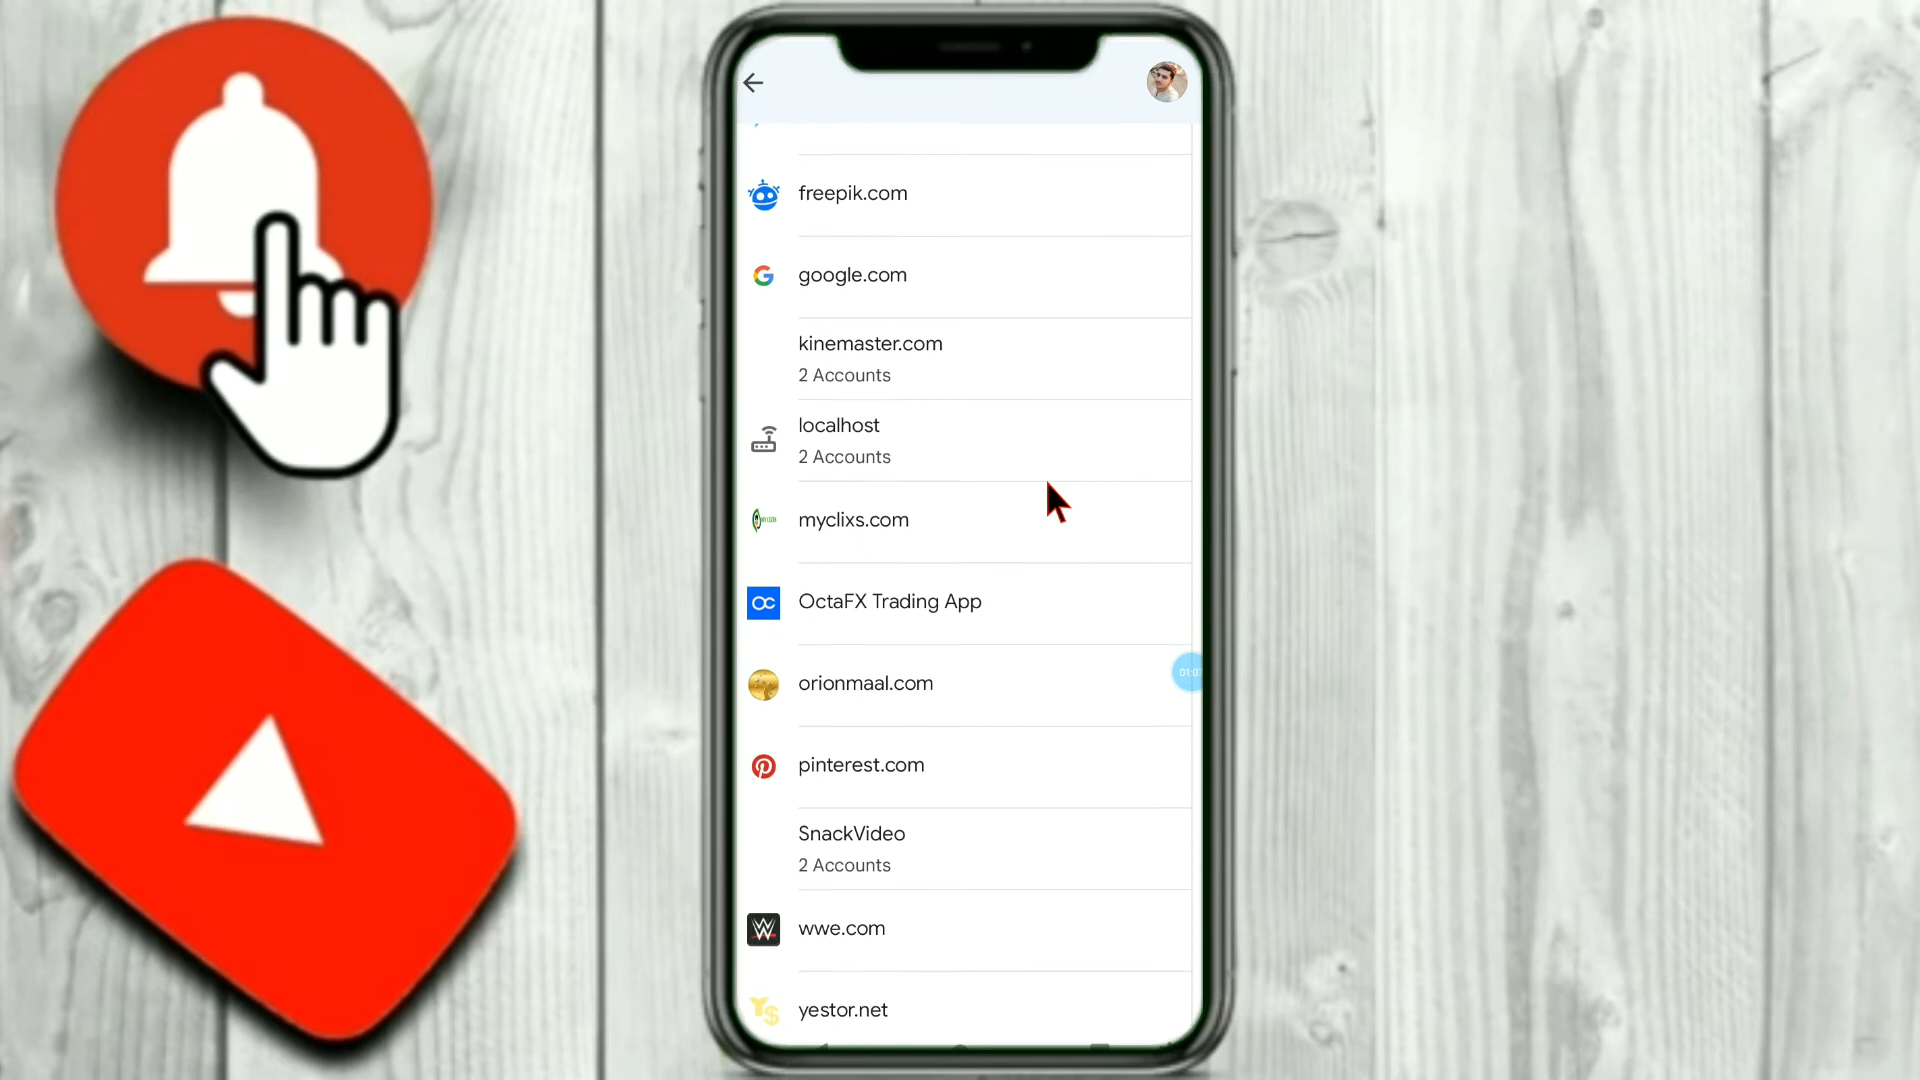 freepik.com
google.com
kinemaster.com
2 Accounts
localhost
2 Accounts
myclixs.com
OctaFX Trading App
orionmaal.com
pinterest.com
SnackVideo
2 Accounts
wwe.com
yestor.net